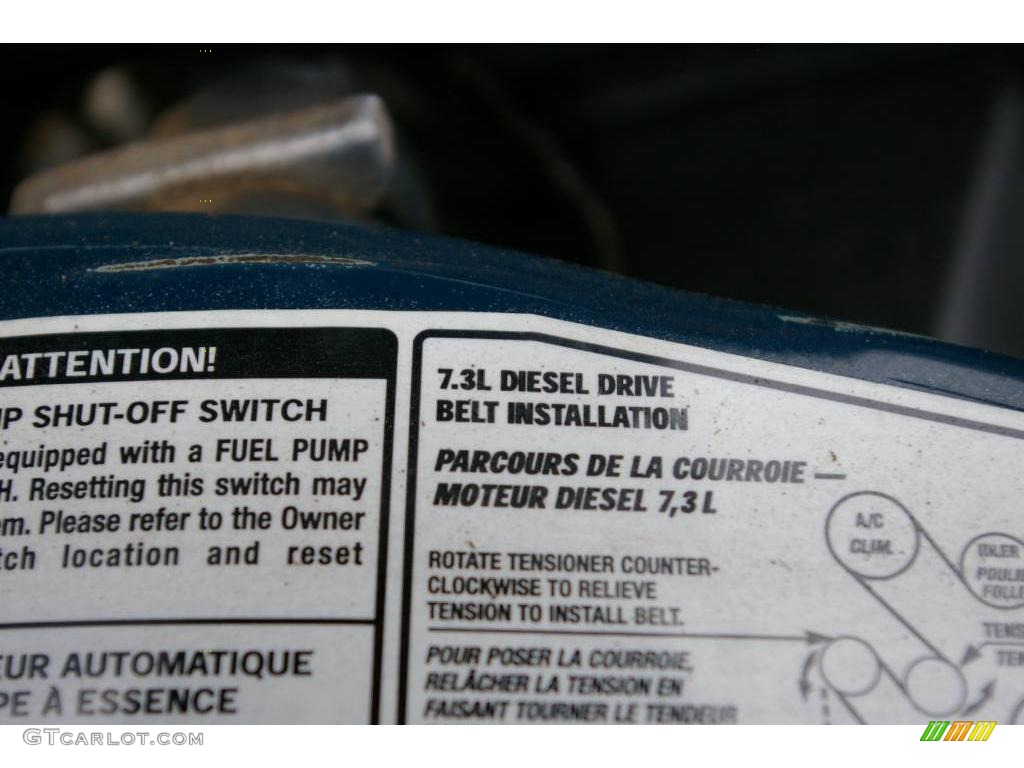 ATTENTION!
SHUT-OFF SWITCH
equipped with a FUEL PUMP
Resetting this switch may
Please refer to the Owner
location and reset
AUTOMATIQUE
À ESSENCE
7.3L DIESEL DRIVE
BELT INSTALLATION
PARCOURS DE LA COURROIE —
MOTEUR DIESEL 7,3 L
ROTATE TENSIONER COUNTER-
CLOCKWISE TO RELIEVE
TENSION TO INSTALL BELT.
POUR POSER LA COURROIE,
RELÂCHER LA TENSION EN
FAISANT TOURNER LE TENDEUR
A/C
CLIM.
IDLER
GTCARLOT.COM